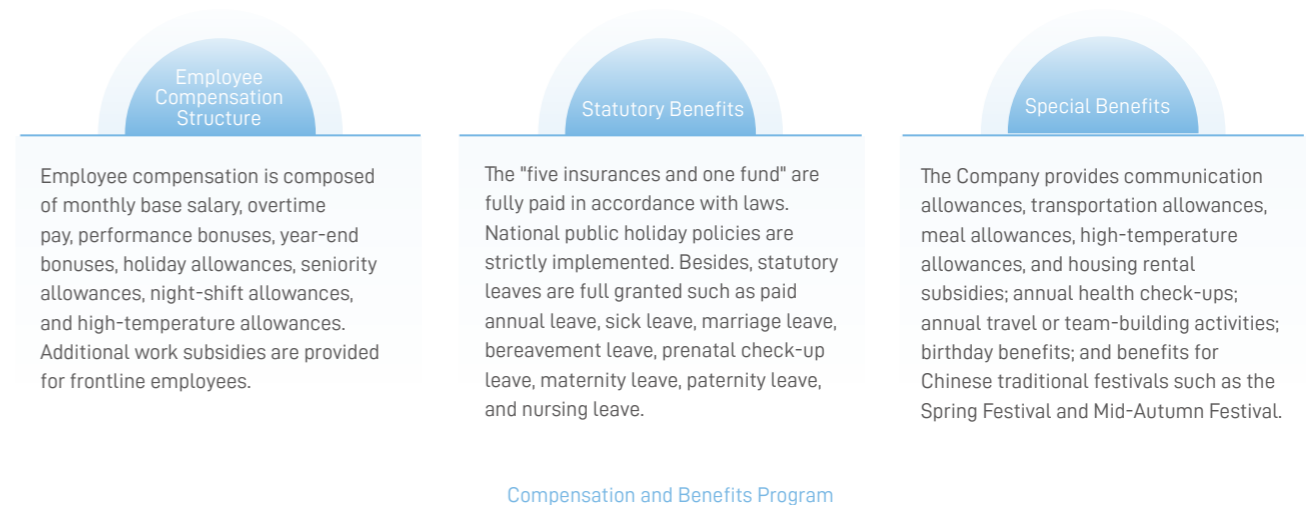 Employee
Compensation
Structure
Employee compensation is composed
of monthly base salary, overtime
pay, performance bonuses, year-end
bonuses, holiday allowances, seniority
allowances, night-shift allowances,
and high-temperature allowances.
Additional work subsidies are provided
for frontline employees.
Statutory Benefits
The "five insurances and one fund" are
fully paid in accordance with laws.
National public holiday policies are
strictly implemented. Besides, statutory
leaves are full granted such as paid
annual leave, sick leave, marriage leave,
bereavement leave, prenatal check-up
leave, maternity leave, paternity leave,
and nursing leave.
Special Benefits
The Company provides communication
allowances, transportation allowances,
meal allowances, high-temperature
allowances, and housing rental
subsidies; annual health check-ups;
annual travel or team-building activities;
birthday benefits; and benefits for
Chinese traditional festivals such as the
Spring Festival and Mid-Autumn Festival.
Compensation and Benefits Program